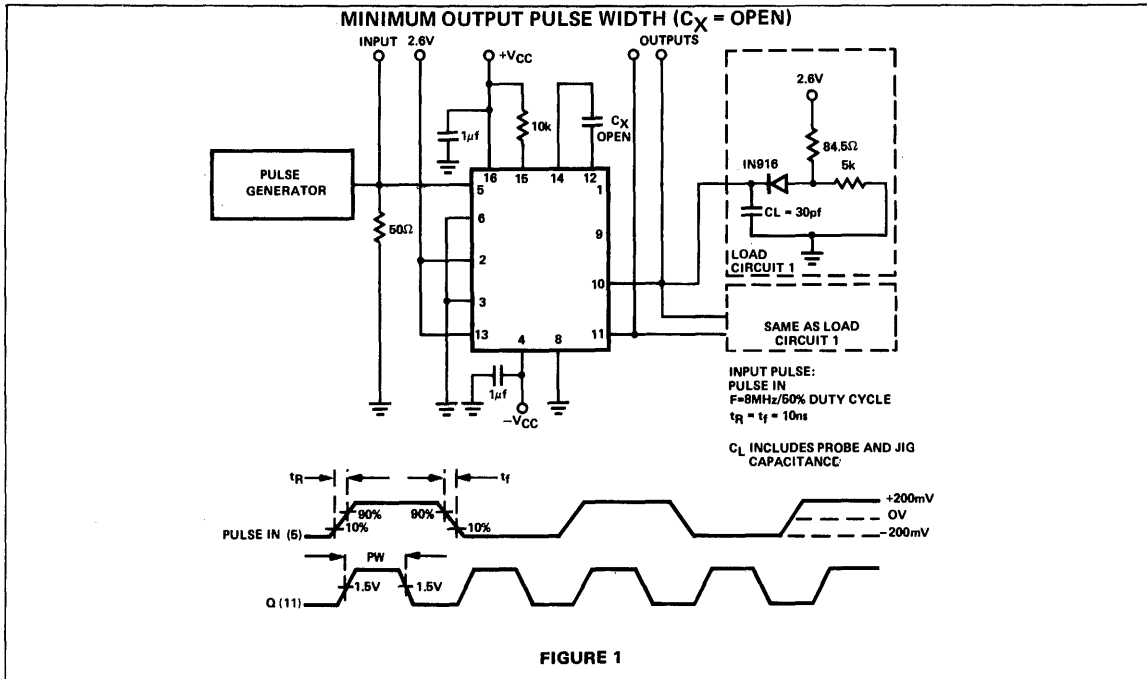 MINIMUM OUTPUT PULSE WIDTH (CX = OPEN)
INPUT 2.6V
OUTPUTS
+VCC
2.6V
1µf
10k
CX
OPEN
84.5Ω
IN916
5k
PULSE
GENERATOR
16 15 14 12
5
1
CL = 30pf
6
50Ω
9
LOAD
CIRCUIT 1
2
10
3
SAME AS LOAD
CIRCUIT 1
13
4 8
11
1µf
−VCC
INPUT PULSE:
PULSE IN
F=8MHz/50% DUTY CYCLE
tR = tf = 10ns
CL INCLUDES PROBE AND JIG
CAPACITANCE
tR
tf
90% 90%
10% 10%
PULSE IN (5)
+200mV
OV
−200mV
PW
1.5V 1.5V
Q (11)
FIGURE 1